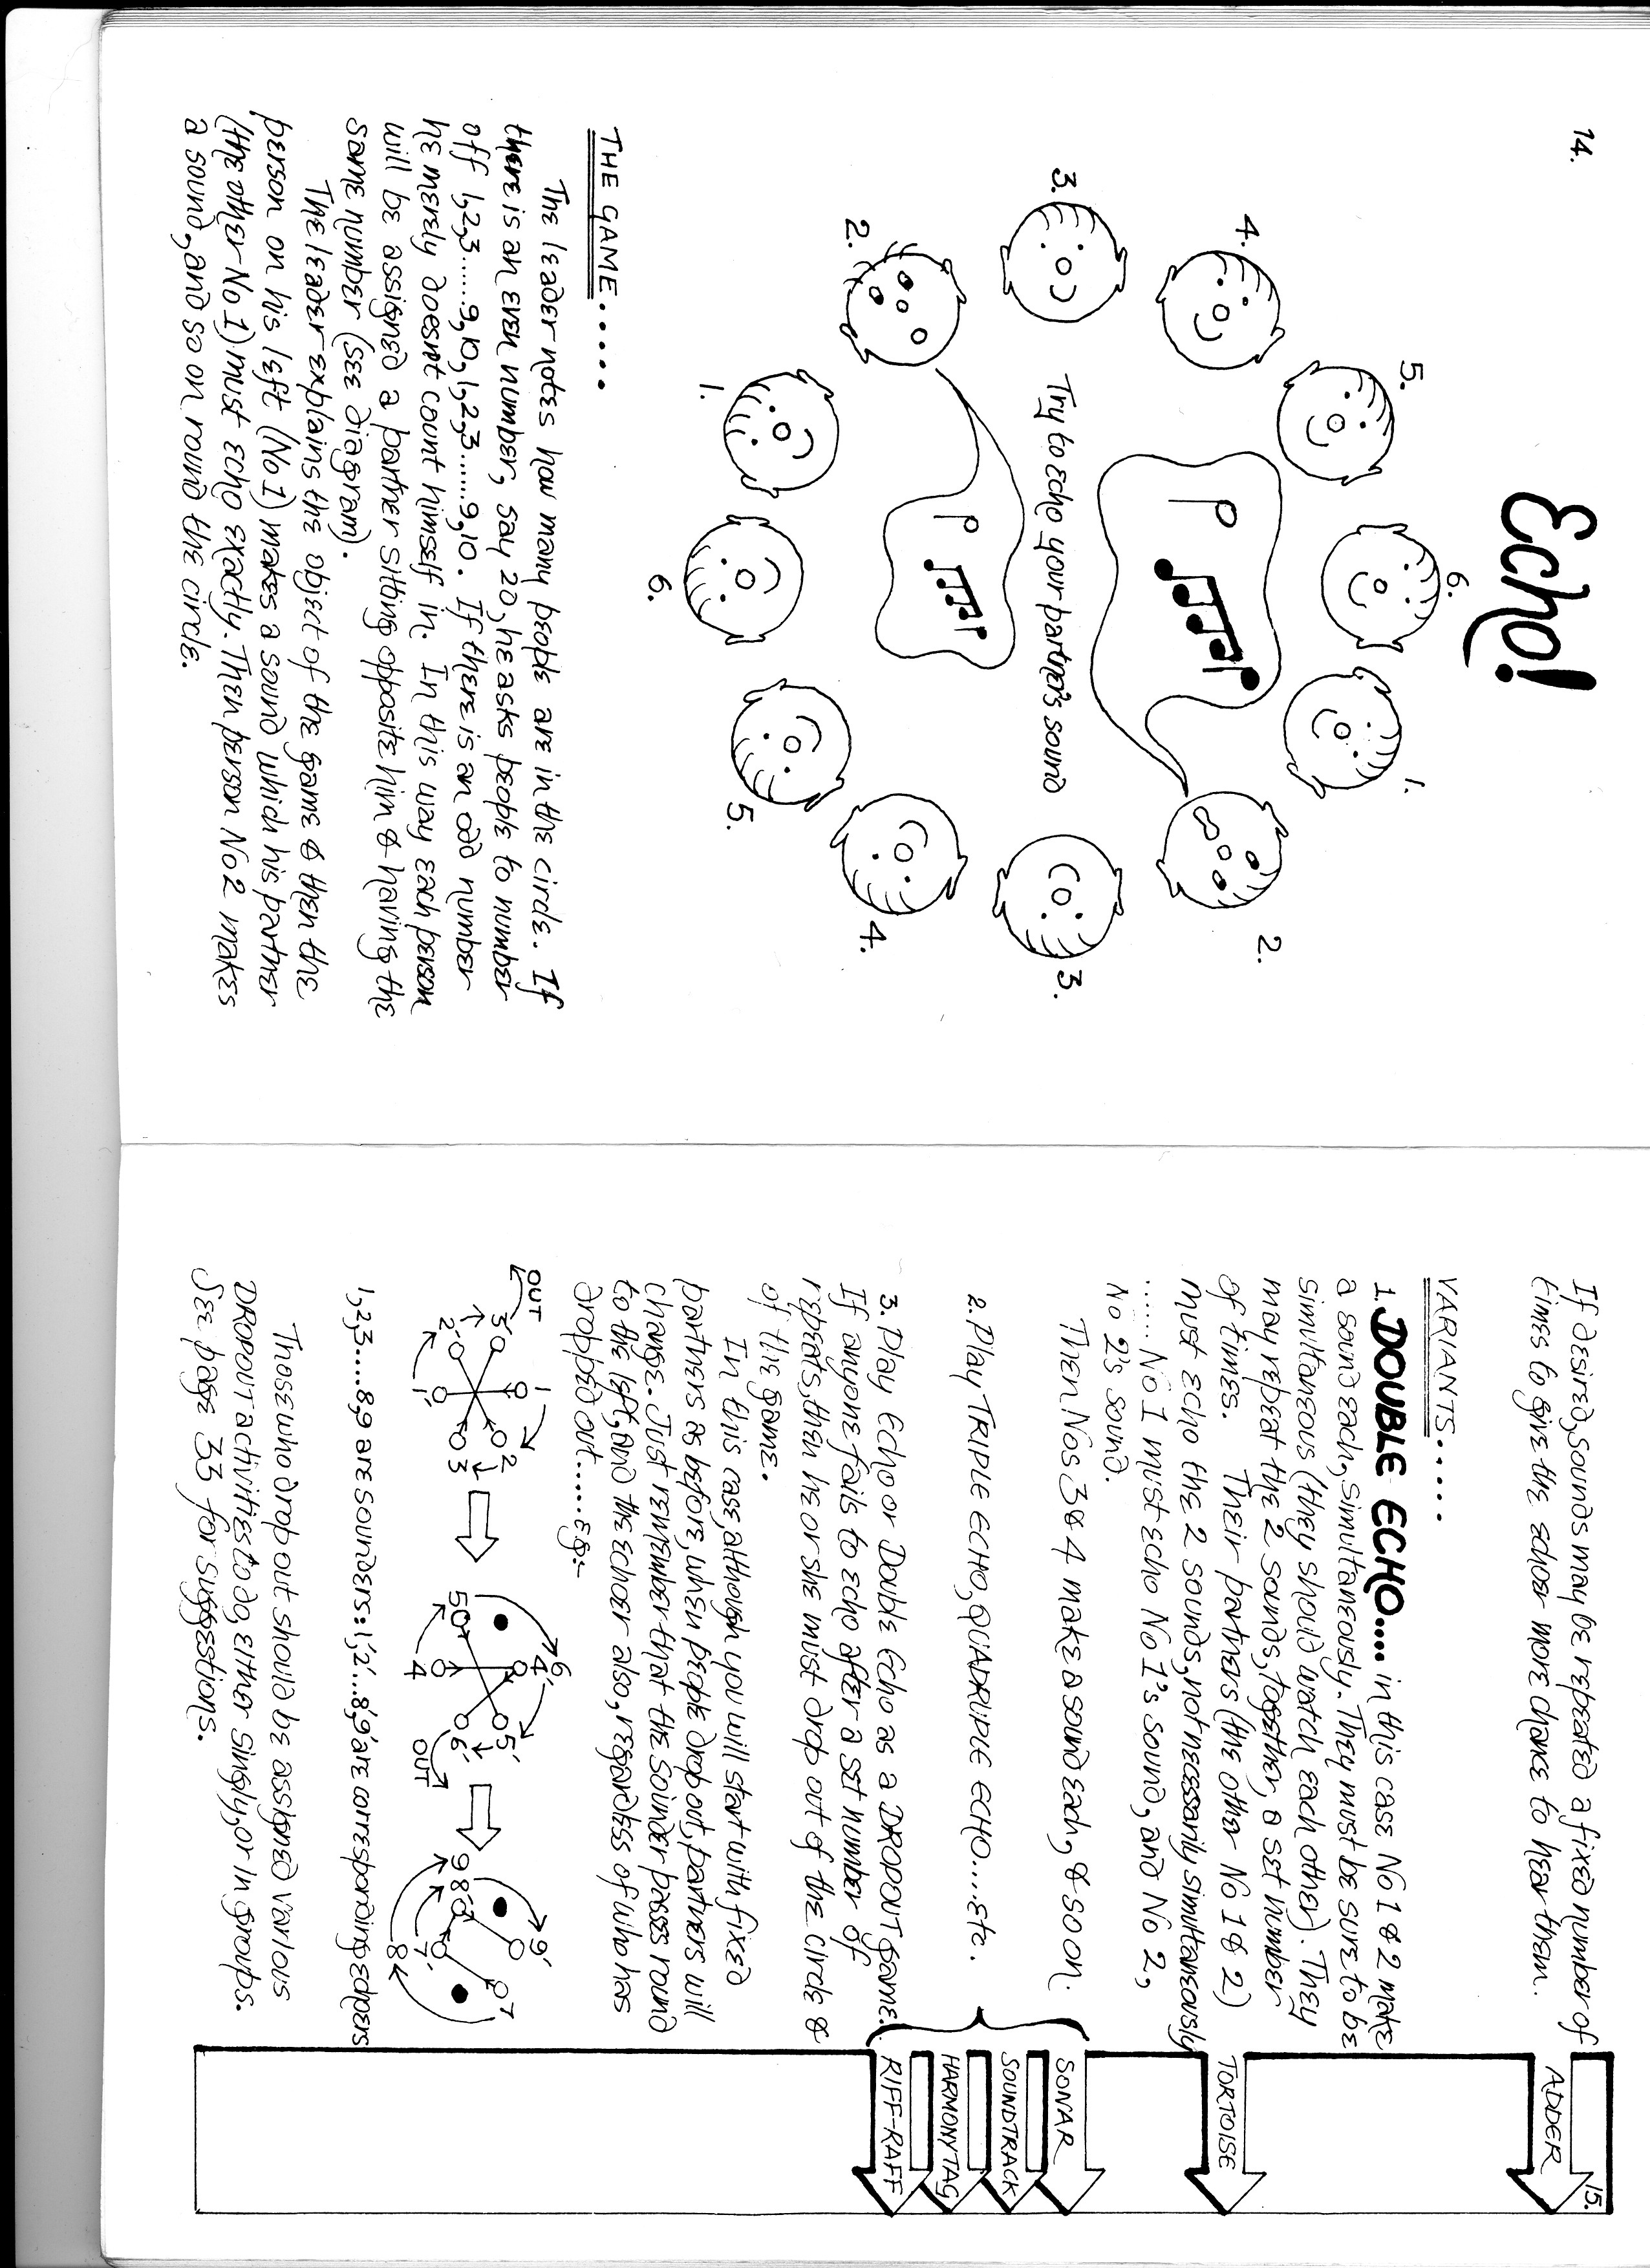 14.
Echo!
3.
4.
5.
6.
1.
2.
3.
4.
5.
6.
1.
2.
Try to echo your partner's sound
THE GAME.....
The leader notes how many people are in the circle. If
there is an even number, say 20, he asks people to number
off 1,2,3......9,10,1,2,3......9,10. If there is an odd number
he merely doesnt count himself in. In this way each person
will be assigned a partner sitting opposite him & having the
same number (see diagram).
The leader explains the object of the game & then the
person on his left (No 1) makes a sound which his partner
(the other No 1) must echo exactly. Then person No 2 makes
a sound, and so on round the circle.
15.
If desired, sounds may be repeated a fixed number of
times to give the echoer more chance to hear them.
VARIANTS.....
1. DOUBLE ECHO.... in this case No 1 & 2 make
a sound each, simultaneously. They must be sure to be
simultaneous (they should watch each other). They
may repeat the 2 sounds, together, a set number
of times. Their partners (the other No 1 & 2)
must echo the 2 sounds, not necessarily simultaneously
...... No 1 must echo No 1's sound, and No 2,
No 2's sound.
Then Nos 3 & 4 make a sound each, & so on.
2. Play TRIPLE ECHO, QUADRUPLE ECHO.....etc.
3. Play Echo or Double Echo as a DROPOUT game.
If anyone fails to echo after a set number of
repeats, then he or she must drop out of the circle &
of the game.
In this case, although you will start with fixed
partners as before, when people drop out, partners will
change. Just remember that the sounder passes round
to the left, and the echoer also, regardless of who has
dropped out......eg:-
OUT
3'
2'
1'
1
2
3
5
4
6'
4'
5'
6
OUT
9
8'
7'
8
9'
7
1,2,3....8,9 are sounders: 1',2'...8',9' are corresponding echoers
Those who drop out should be assigned various
DROPOUT activities to do, either singly, or in groups.
See page 33 for suggestions.
ADDER
TORTOISE
SONAR
SOUNDTRACK
HARMONY TAG
RIFF-RAFF